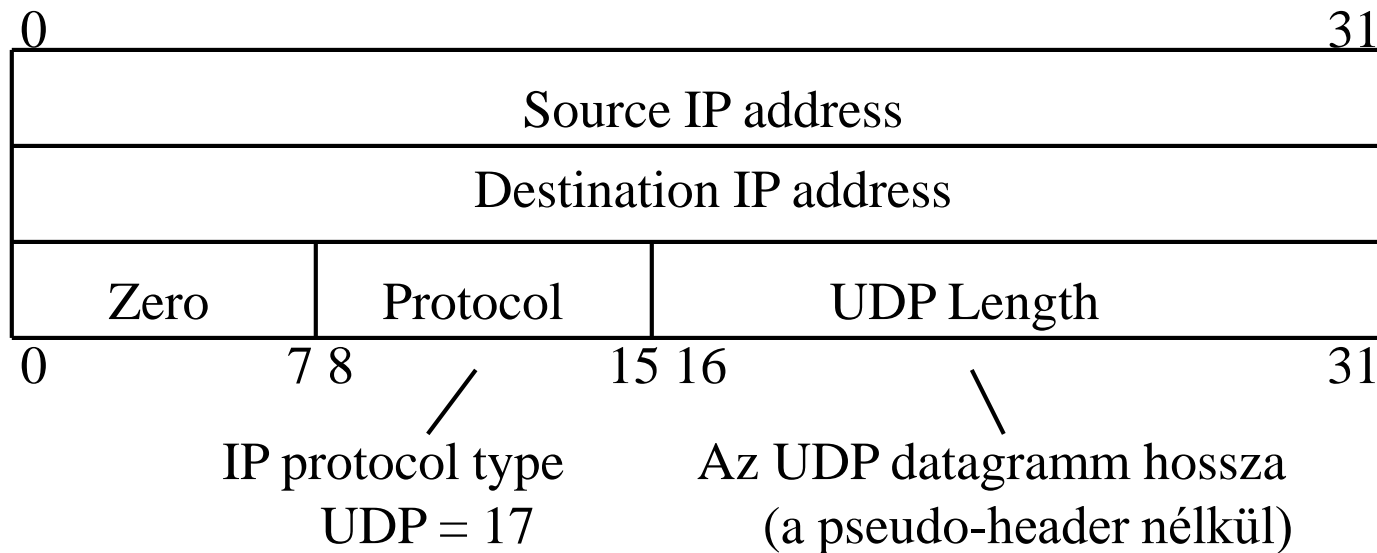 0 31
Source IP address
Destination IP address
Zero Protocol UDP Length
0 7 8 15 16 31
IP protocol type Az UDP datagramm hossza
UDP = 17 (a pseudo-header nélkül)